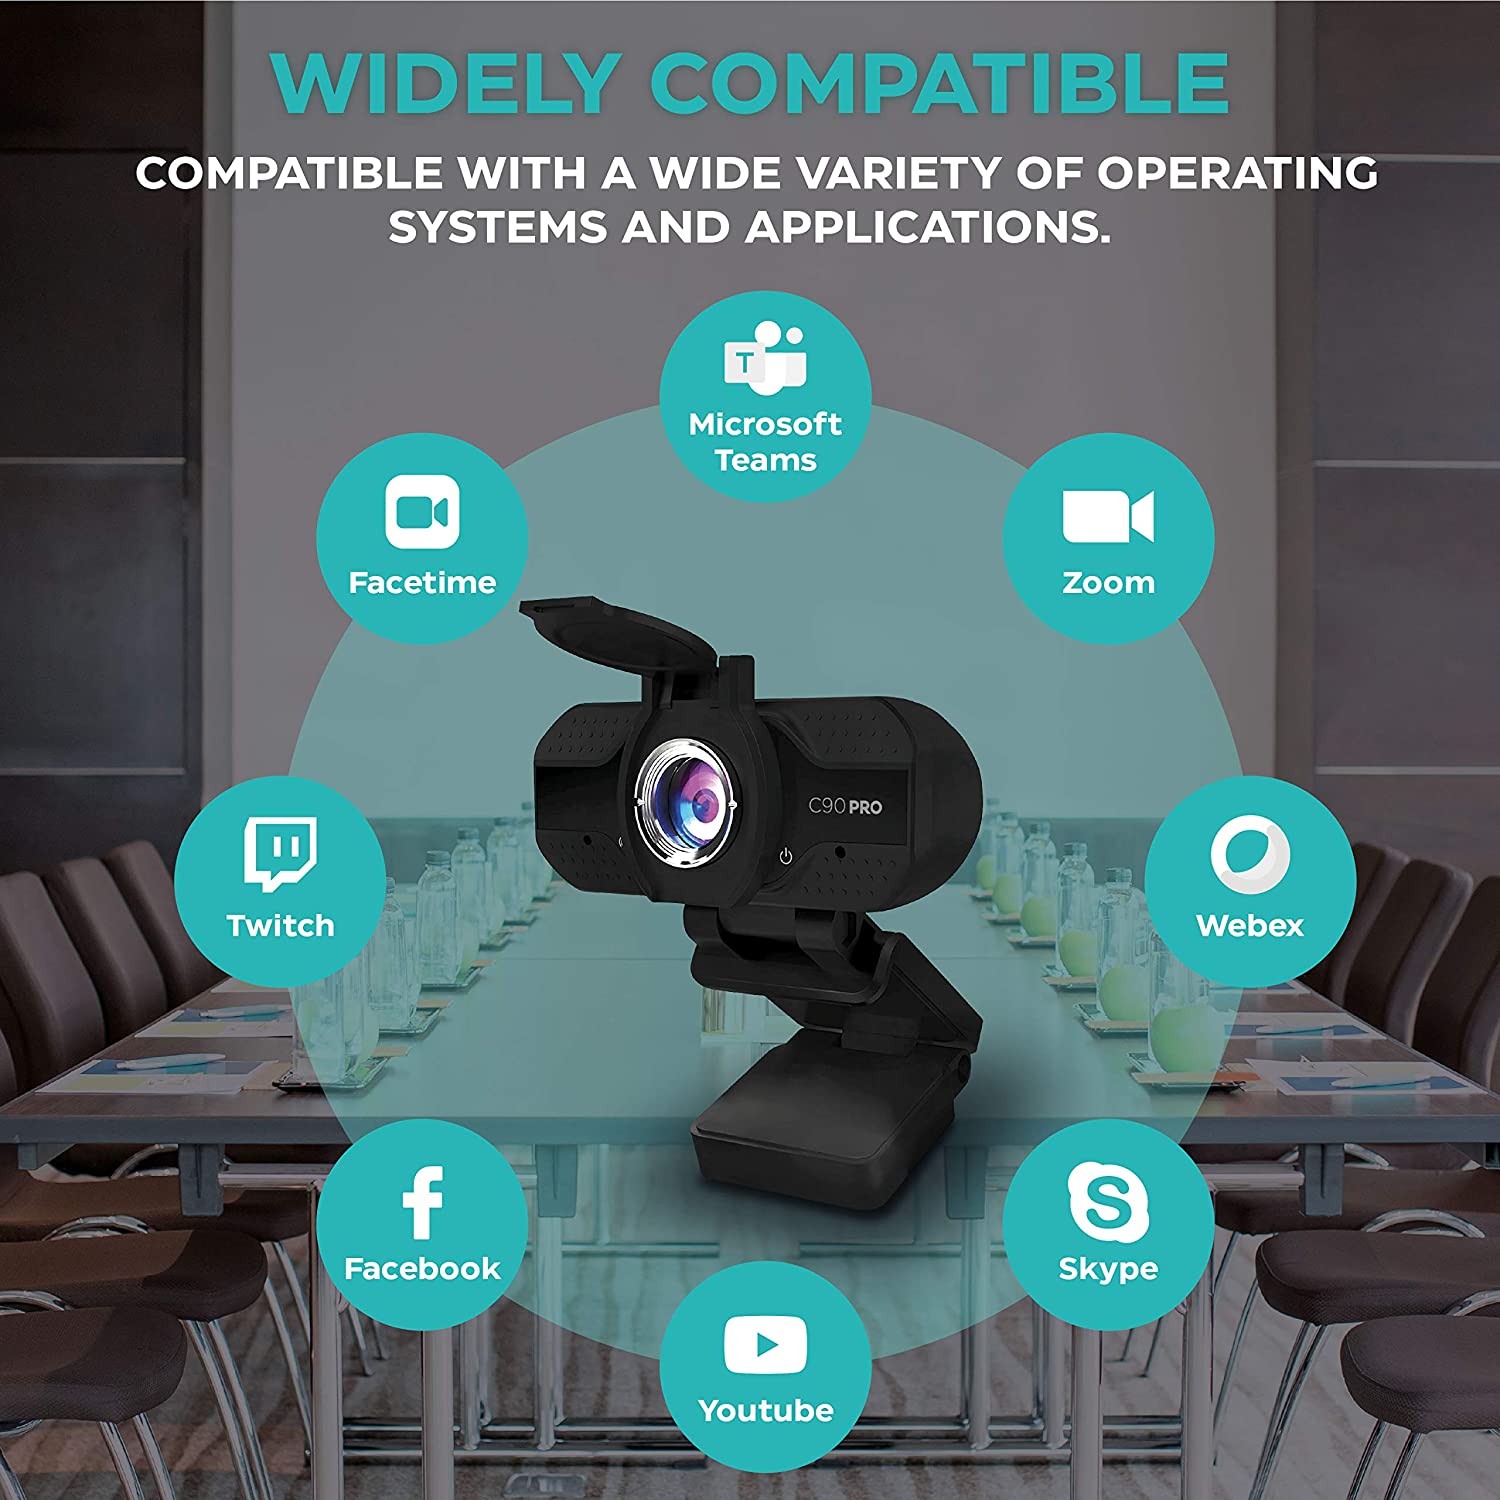 WIDELY COMPATIBLE
COMPATIBLE WITH A WIDE VARIETY OF OPERATING
SYSTEMS AND APPLICATIONS.
T
Microsoft
Teams
Facetime
Zoom
C90 PRO
Twitch
Webex
f
Facebook
S
Skype
Youtube